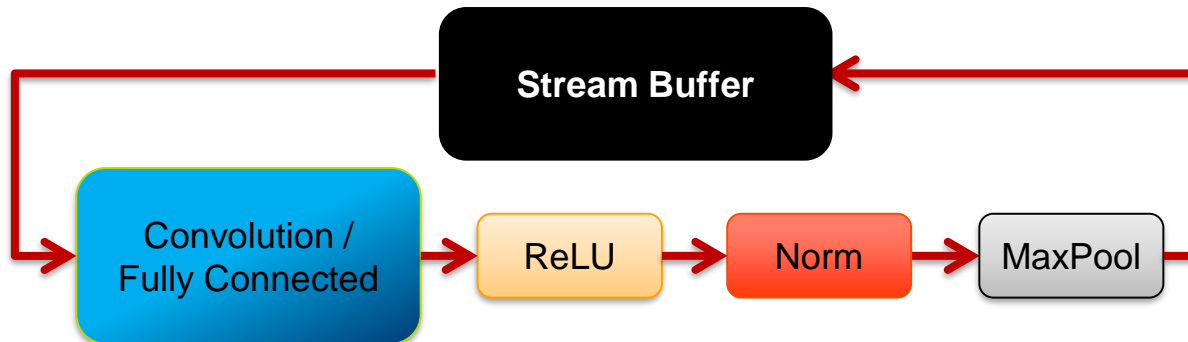 Stream Buffer
Convolution /
Fully Connected
ReLU
Norm
MaxPool